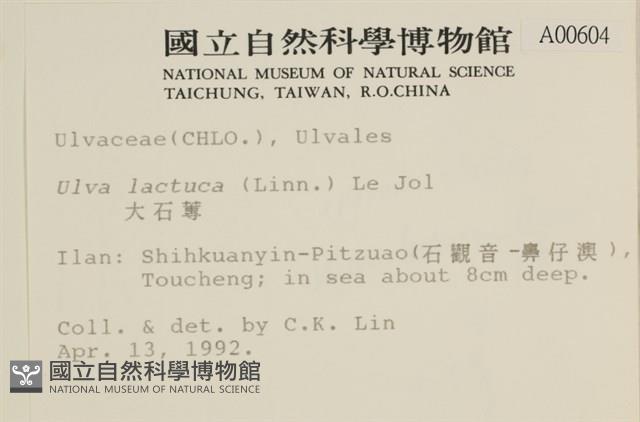 國立自然科學博物館
A00604
NATIONAL MUSEUM OF NATURAL SCIENCE
TAICHUNG, TAIWAN, R.O.CHINA
Ulvaceae(CHLO.), Ulvales
Ulva lactuca (Linn.) Le Jol
大石蓴
Ilan: Shihkuanyin-Pitzuao(石觀音-鼻仔澳),
Toucheng; in sea about 8cm deep.
Coll. & det. by C.K. Lin
Apr. 13, 1992.
國立自然科學博物館
NATIONAL MUSEUM OF NATURAL SCIENCE